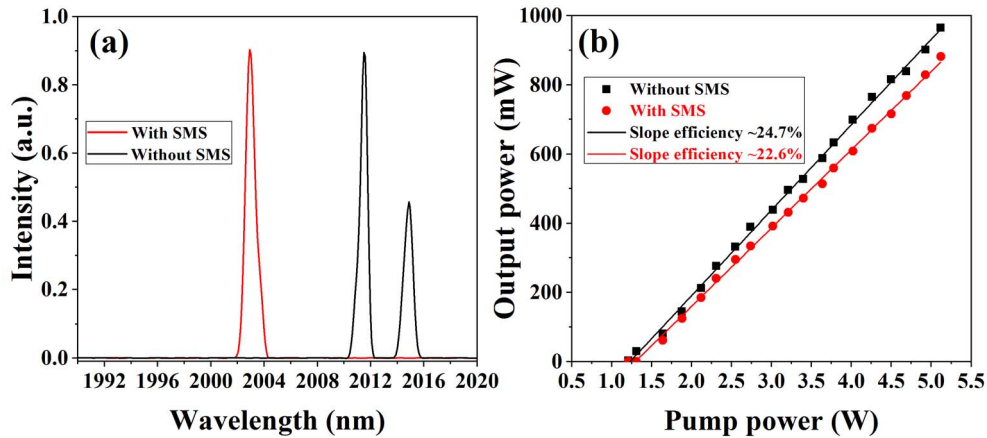 (a)
With SMS
Without SMS
Intensity (a.u.)
1.0
0.8
0.6
0.4
0.2
0.0
1992 1996 2000 2004 2008 2012 2016 2020
Wavelength (nm)
(b)
Without SMS
With SMS
Slope efficiency ~24.7%
Slope efficiency ~22.6%
Output power (mW)
1000
800
600
400
200
0
0.5 1.0 1.5 2.0 2.5 3.0 3.5 4.0 4.5 5.0 5.5
Pump power (W)